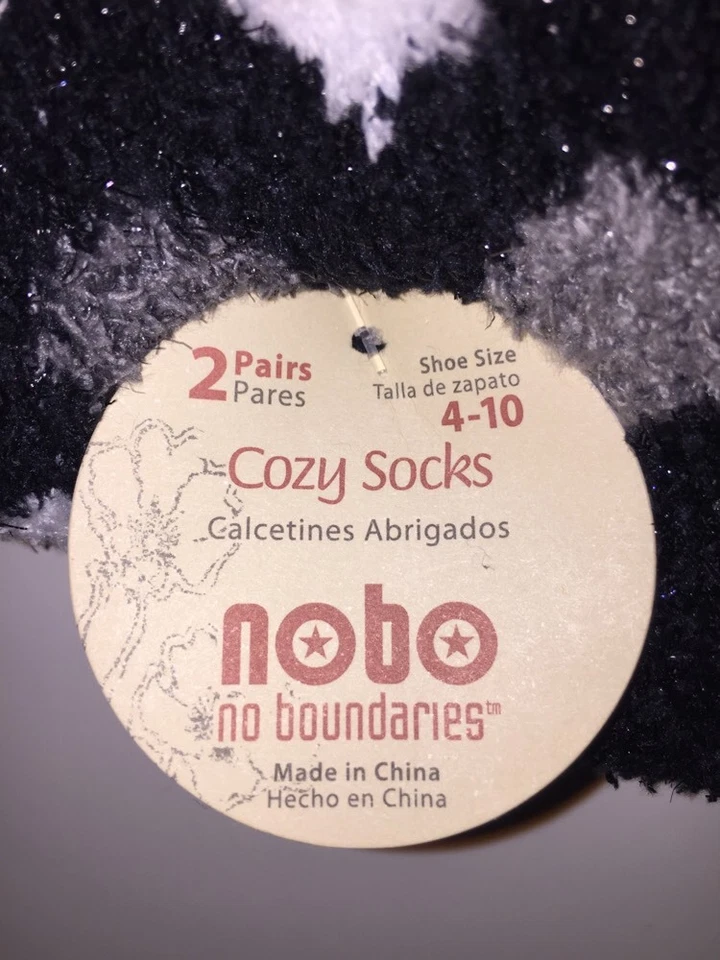 2 Pairs
Pares
Shoe Size
Talla de zapato
4-10
Cozy Socks
Calcetines Abrigados
nobo
no boundaries™
Made in China
Hecho en China